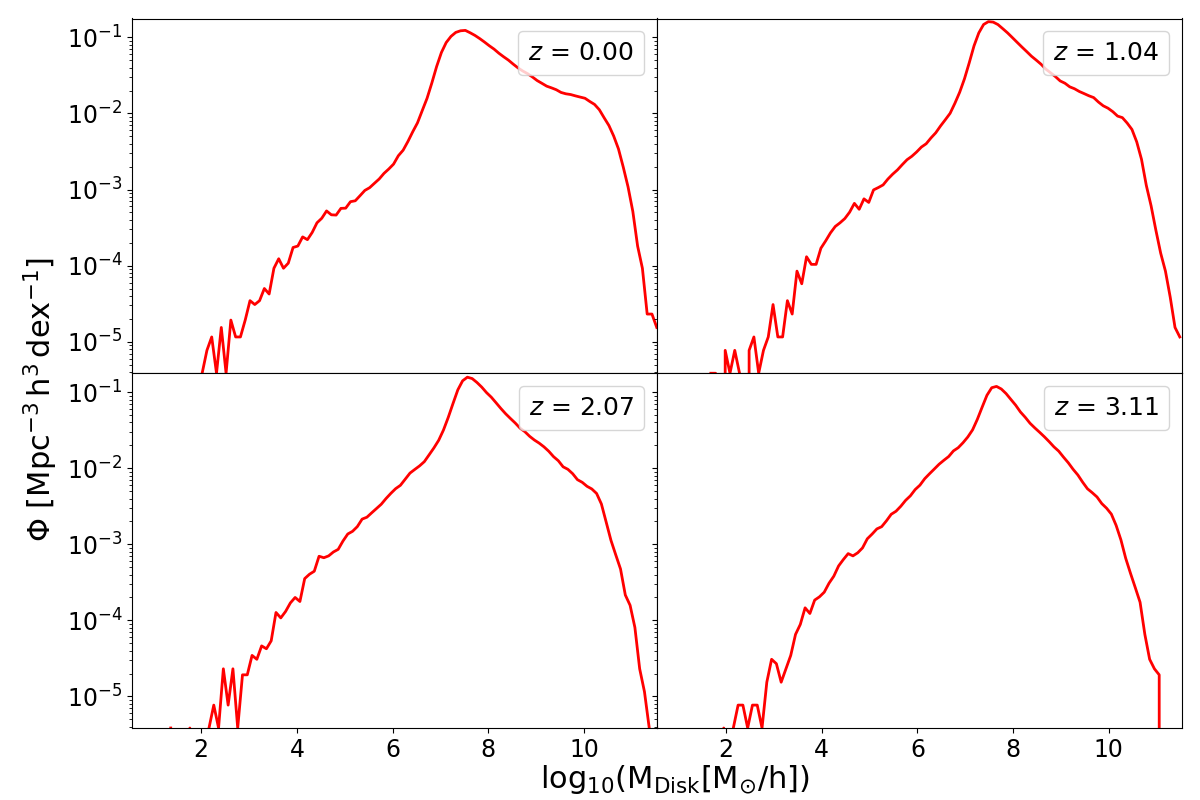 z = 0.00
z = 1.04
10⁻¹
10⁻²
10⁻³
10⁻⁴
10⁻⁵
z = 2.07
z = 3.11
10⁻¹
10⁻²
10⁻³
10⁻⁴
10⁻⁵
Φ [Mpc⁻³ h³ dex⁻¹]
2 4 6 8 10 2 4 6 8 10
log₁₀(M_Disk[M_⊙/h])